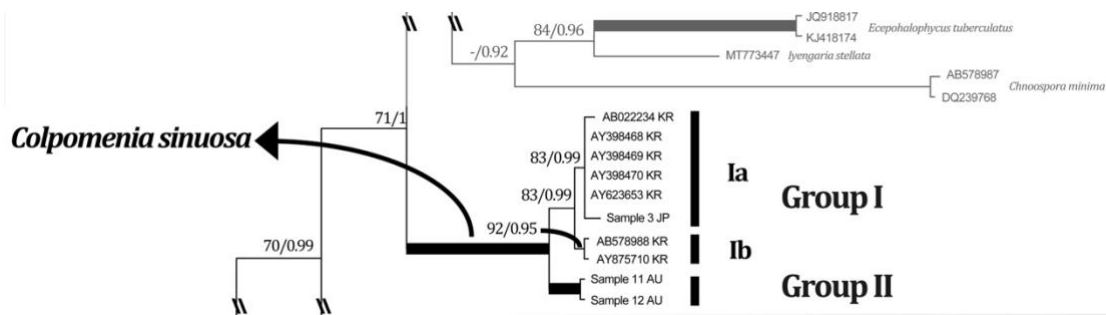 JQ918817
84/0.96
Ecepohalophycus tuberculatus
KJ418174
-/0.92
MT773447 Iyengaria stellata
AB578987
Chnoospora minima
DQ239768
71/1
Colpomenia sinuosa
AB022234 KR
AY398468 KR
83/0.99
AY398469 KR
Ia
AY398470 KR
83/0.99
AY623653 KR
Group I
Sample 3 JP
92/0.95
AB578988 KR
Ib
AY875710 KR
70/0.99
Sample 11 AU
Group II
Sample 12 AU